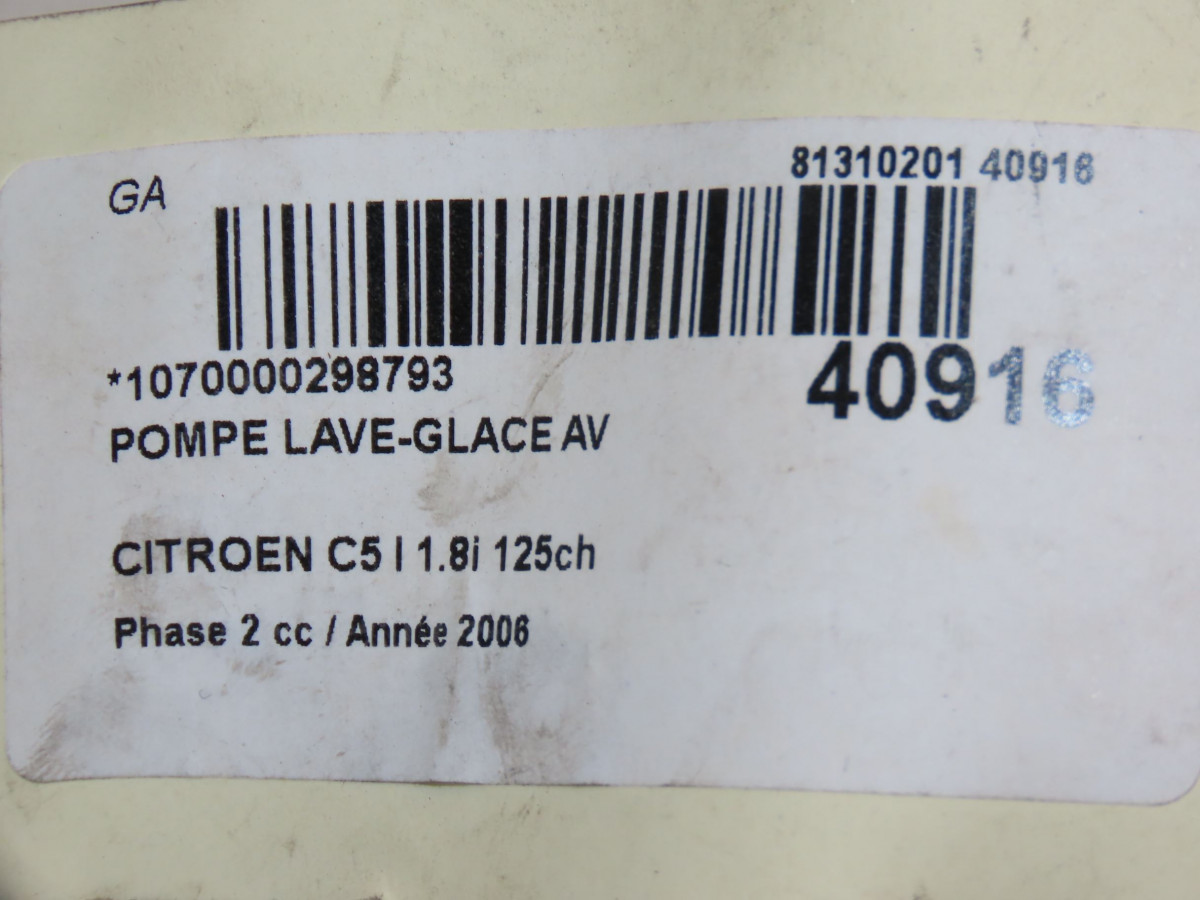 GA
81310201 40916
*1070000298793
40916
POMPE LAVE-GLACE AV
CITROEN C5 I 1.8i 125ch
Phase 2 cc / Année 2006